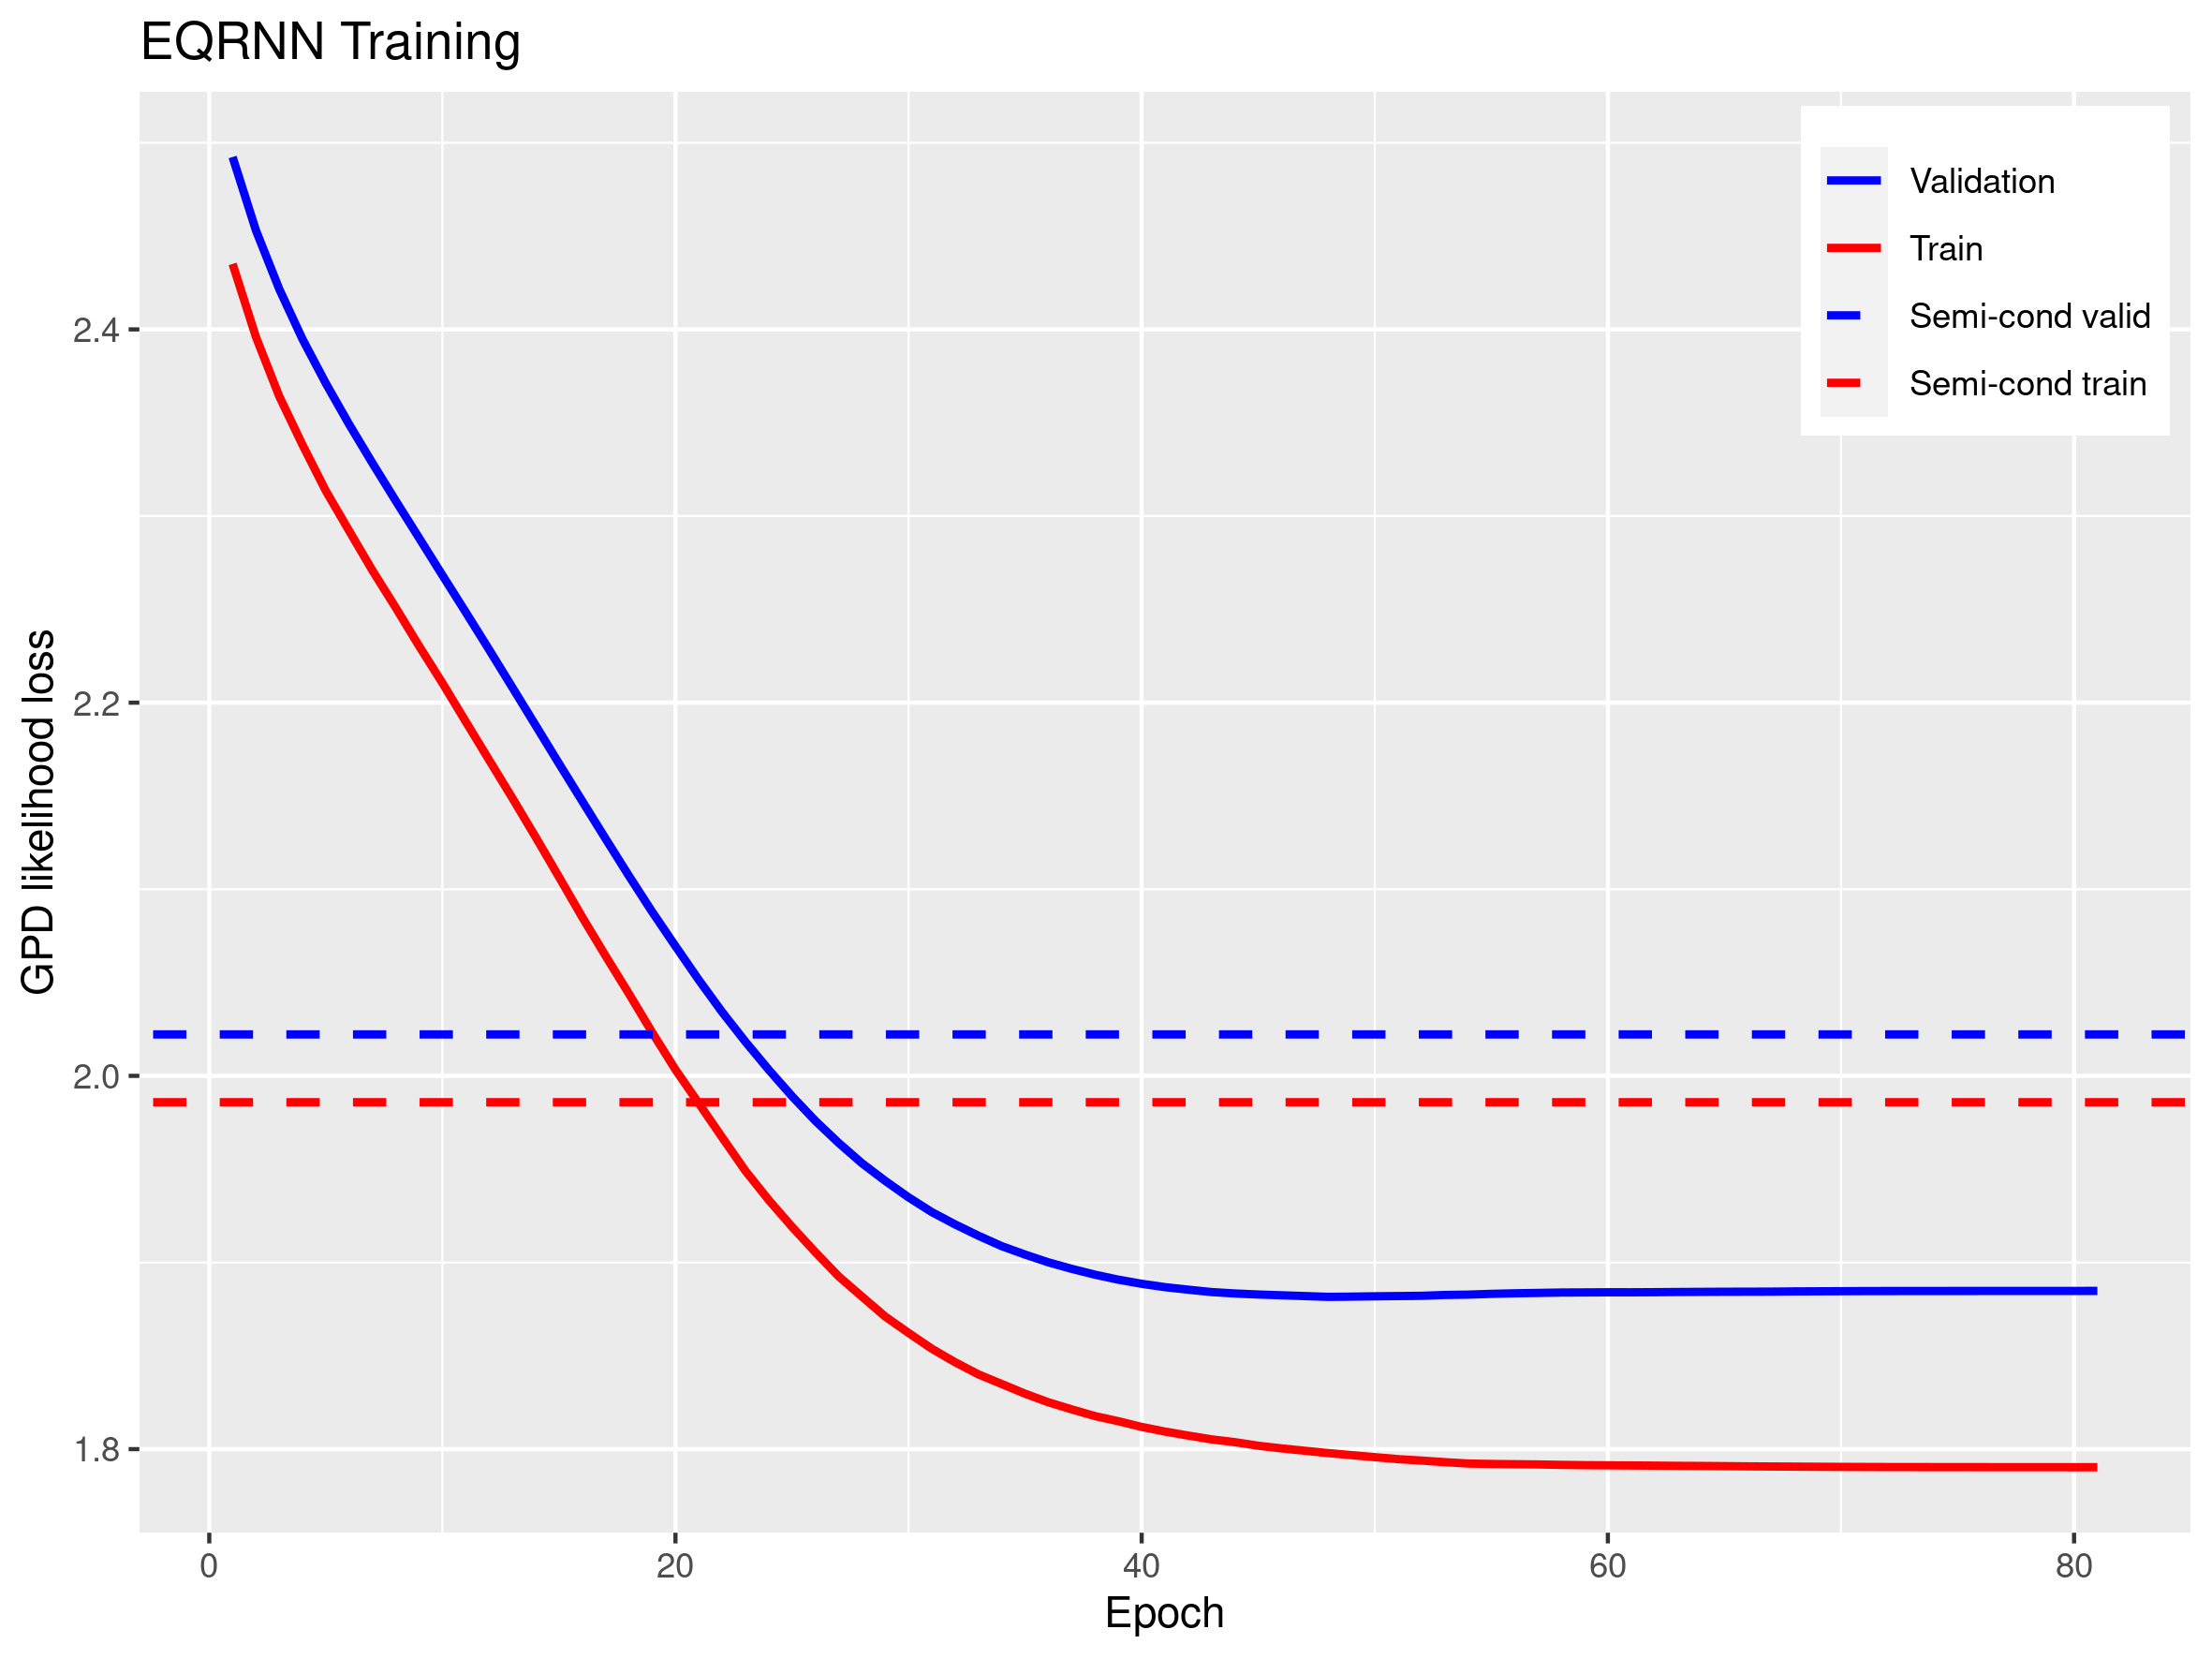 EQRNN Training
Validation
Train
Semi-cond valid
Semi-cond train
GPD likelihood loss
2.4
2.2
2.0
1.8
0 20 40 60 80
Epoch